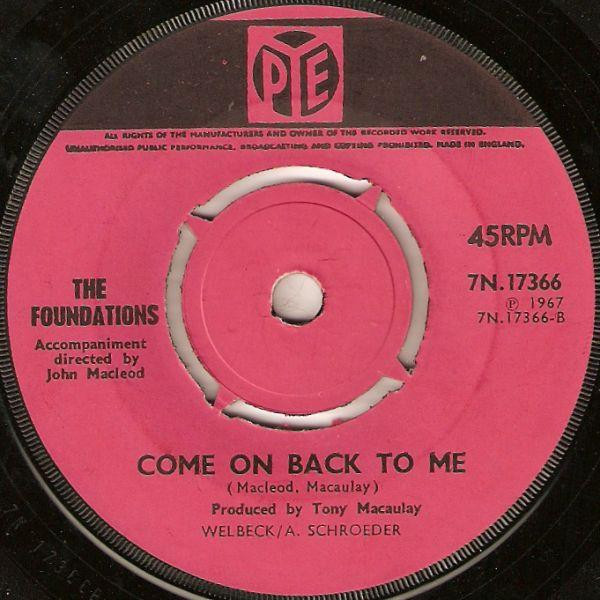 PYE
ALL RIGHTS OF THE MANUFACTURERS AND OWNER OF THE RECORDED WORK RESERVED.
UNAUTHORISED PUBLIC PERFORMANCE, BROADCASTING AND COPYING PROHIBITED. MADE IN ENGLAND.
45RPM
7N.17366
℗ 1967
7N.17366-B
THE
FOUNDATIONS
Accompaniment
directed by
John Macleod
COME ON BACK TO ME
(Macleod, Macaulay)
Produced by Tony Macaulay
WELBECK/A. SCHROEDER